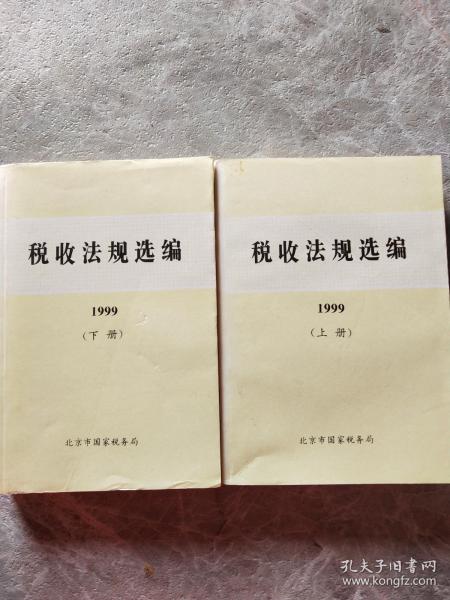 税收法规选编
1999
(下册)
北京市国家税务局
税收法规选编
1999
(上册)
北京市国家税务局
孔夫子旧书网
www.kongfz.com